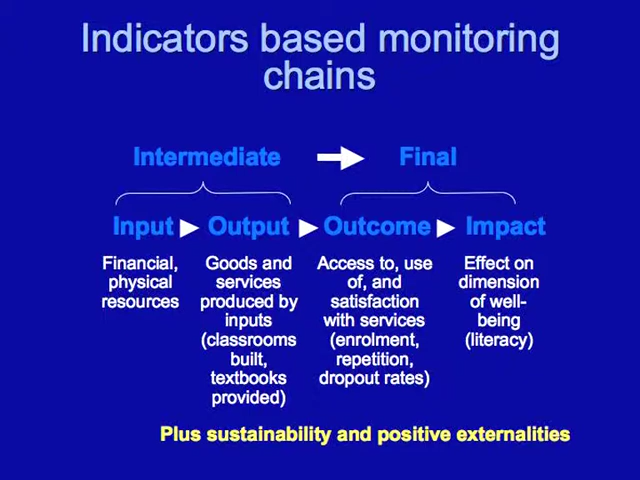 Indicators based monitoring
chains
Intermediate Final
Input Output Outcome Impact
Financial,
physical
resources
Goods and
services
produced by
inputs
(classrooms
built,
textbooks
provided)
Access to, use
of, and
satisfaction
with services
(enrolment,
repetition,
dropout rates)
Effect on
dimension
of well-
being
(literacy)
Plus sustainability and positive externalities